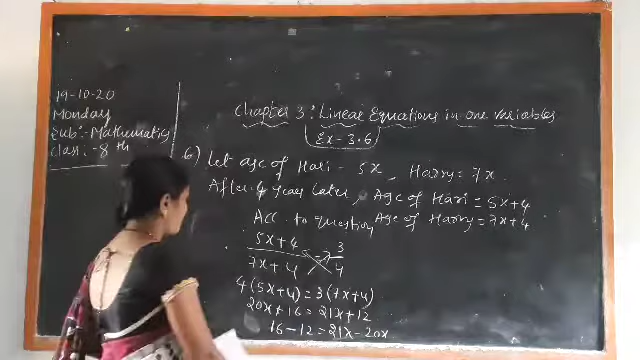 19-10-20
Monday
Sub:- Mathematics
Class:- 8th
Chapter 3: Linear Equations in one variables
Ex-3.6
6) Let age of Hari - 5x, Harry = 7x.
After 4 years later, Age of Hari = 5x+4
Age of Harry = 7x+4
Acc. to question
5x+4 / 7x+4 = 3/4
4(5x+4) = 3(7x+4)
20x+16 = 21x+12
16-12 = 21x-20x